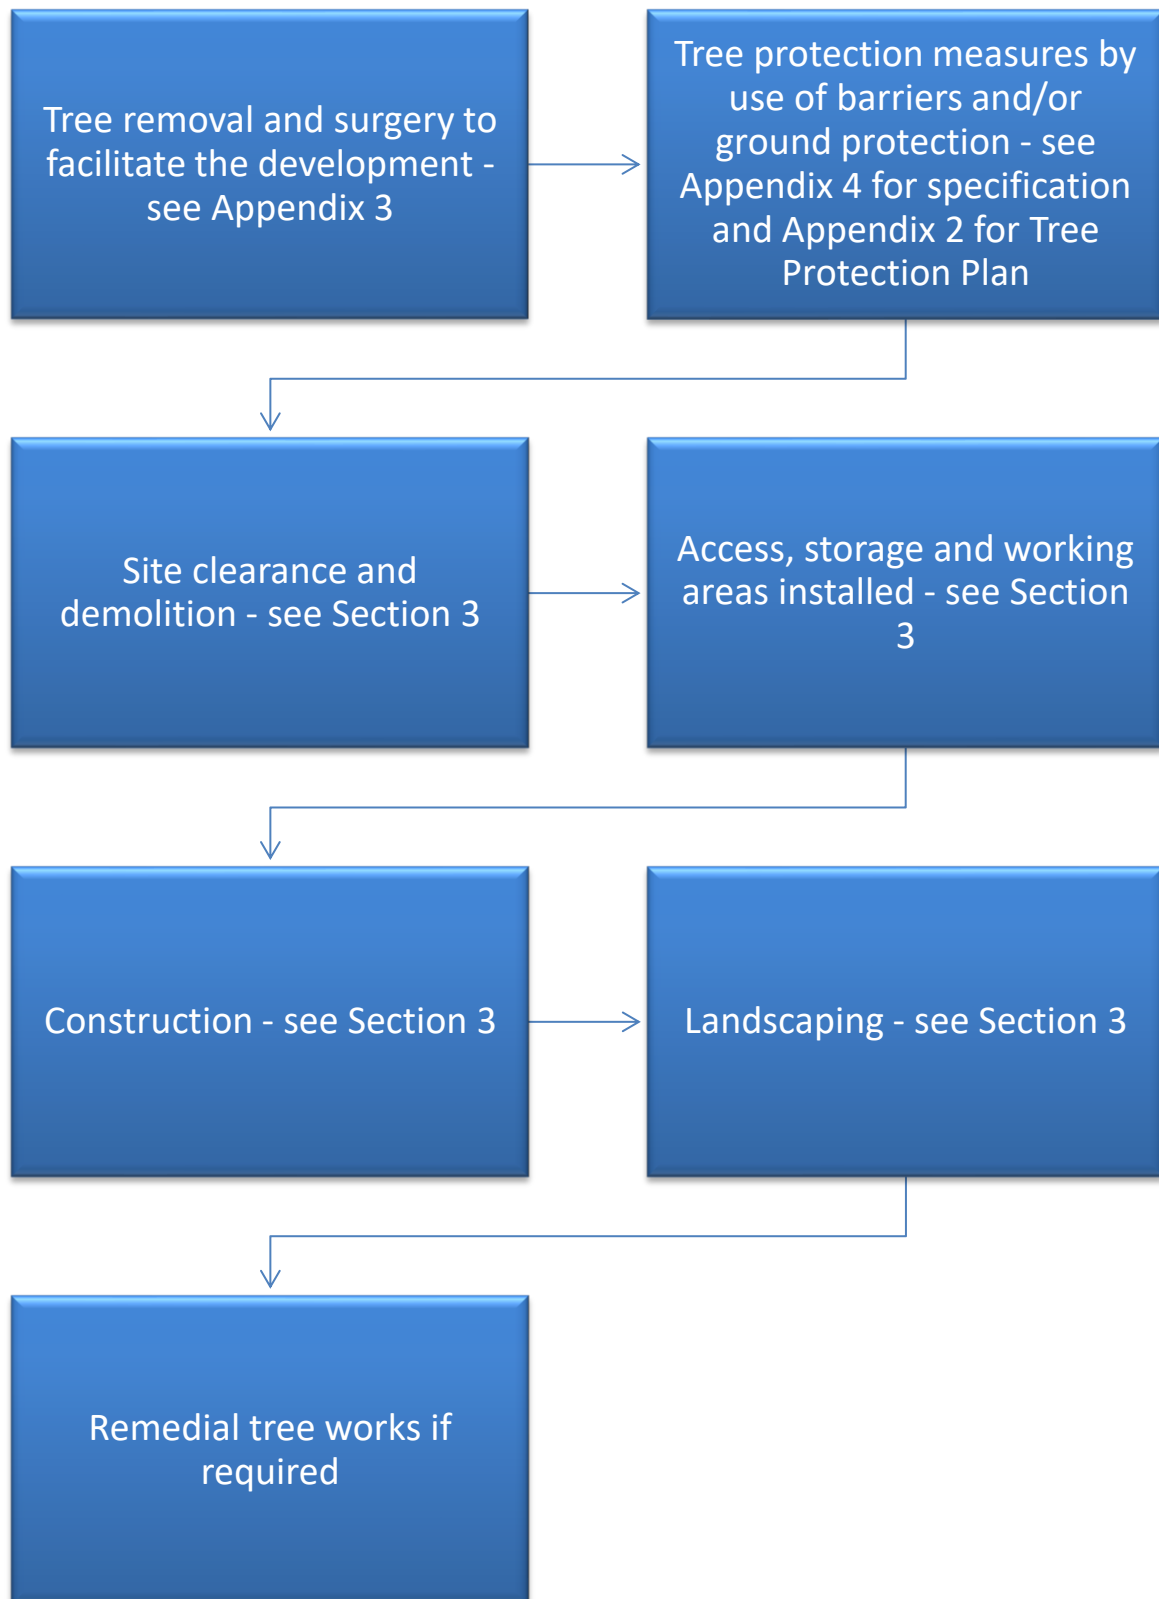 Tree removal and surgery to
facilitate the development -
see Appendix 3
Tree protection measures by
use of barriers and/or
ground protection - see
Appendix 4 for specification
and Appendix 2 for Tree
Protection Plan
Site clearance and
demolition - see Section 3
Access, storage and working
areas installed - see Section
3
Construction - see Section 3
Landscaping - see Section 3
Remedial tree works if
required